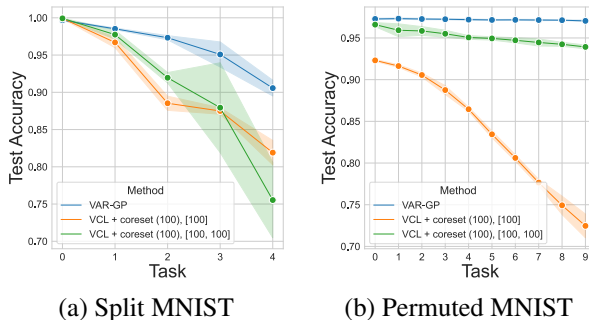 1.00
0.95
0.90
0.85
0.80
0.75
0.70
Test Accuracy
Method
VAR-GP
VCL + coreset (100), [100]
VCL + coreset (100), [100, 100]
0 1 2 3 4
Task
(a) Split MNIST
0.95
0.90
0.85
0.80
0.75
0.70
Test Accuracy
Method
VAR-GP
VCL + coreset (100), [100]
VCL + coreset (100), [100, 100]
0 1 2 3 4 5 6 7 8 9
Task
(b) Permuted MNIST